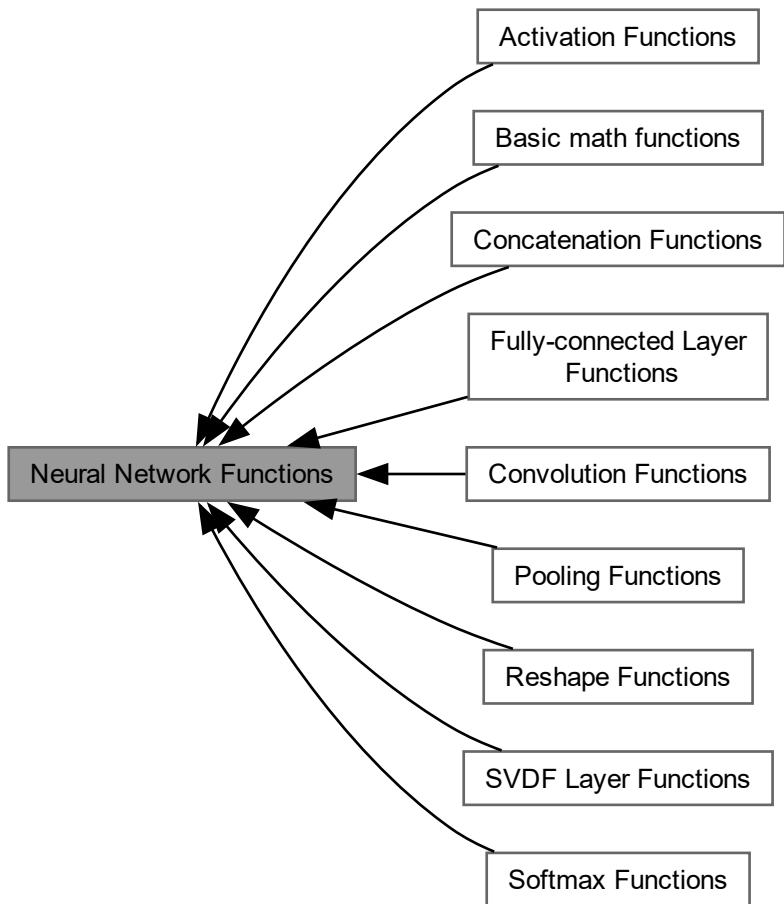 Activation Functions
Basic math functions
Concatenation Functions
Fully-connected Layer
Functions
Neural Network Functions
Convolution Functions
Pooling Functions
Reshape Functions
SVDF Layer Functions
Softmax Functions